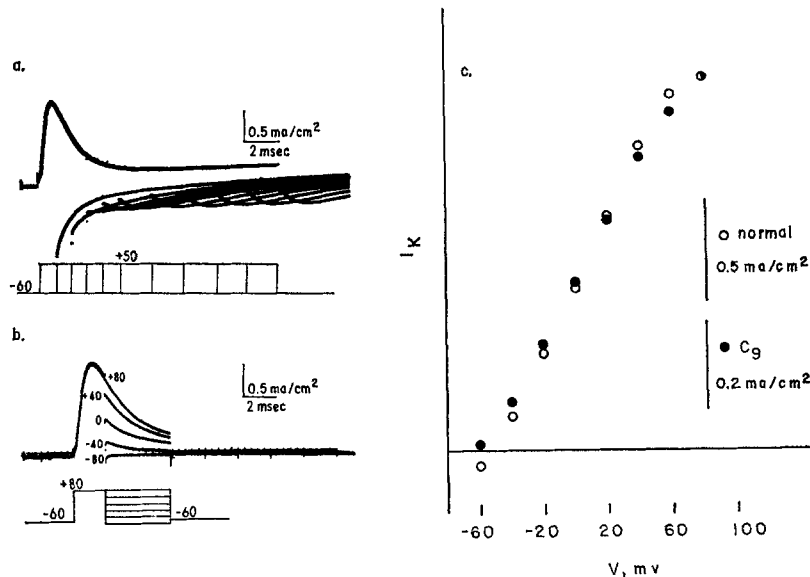 a.
0.5 ma/cm²
2 msec
+50
-60
b.
+80
+40
0
-40
-80
0.5 ma/cm²
2 msec
+80
-60
-60
c.
I K
○ normal
0.5 ma/cm²
● C₉
0.2 ma/cm²
-60 -20 20 60 100
V, mv